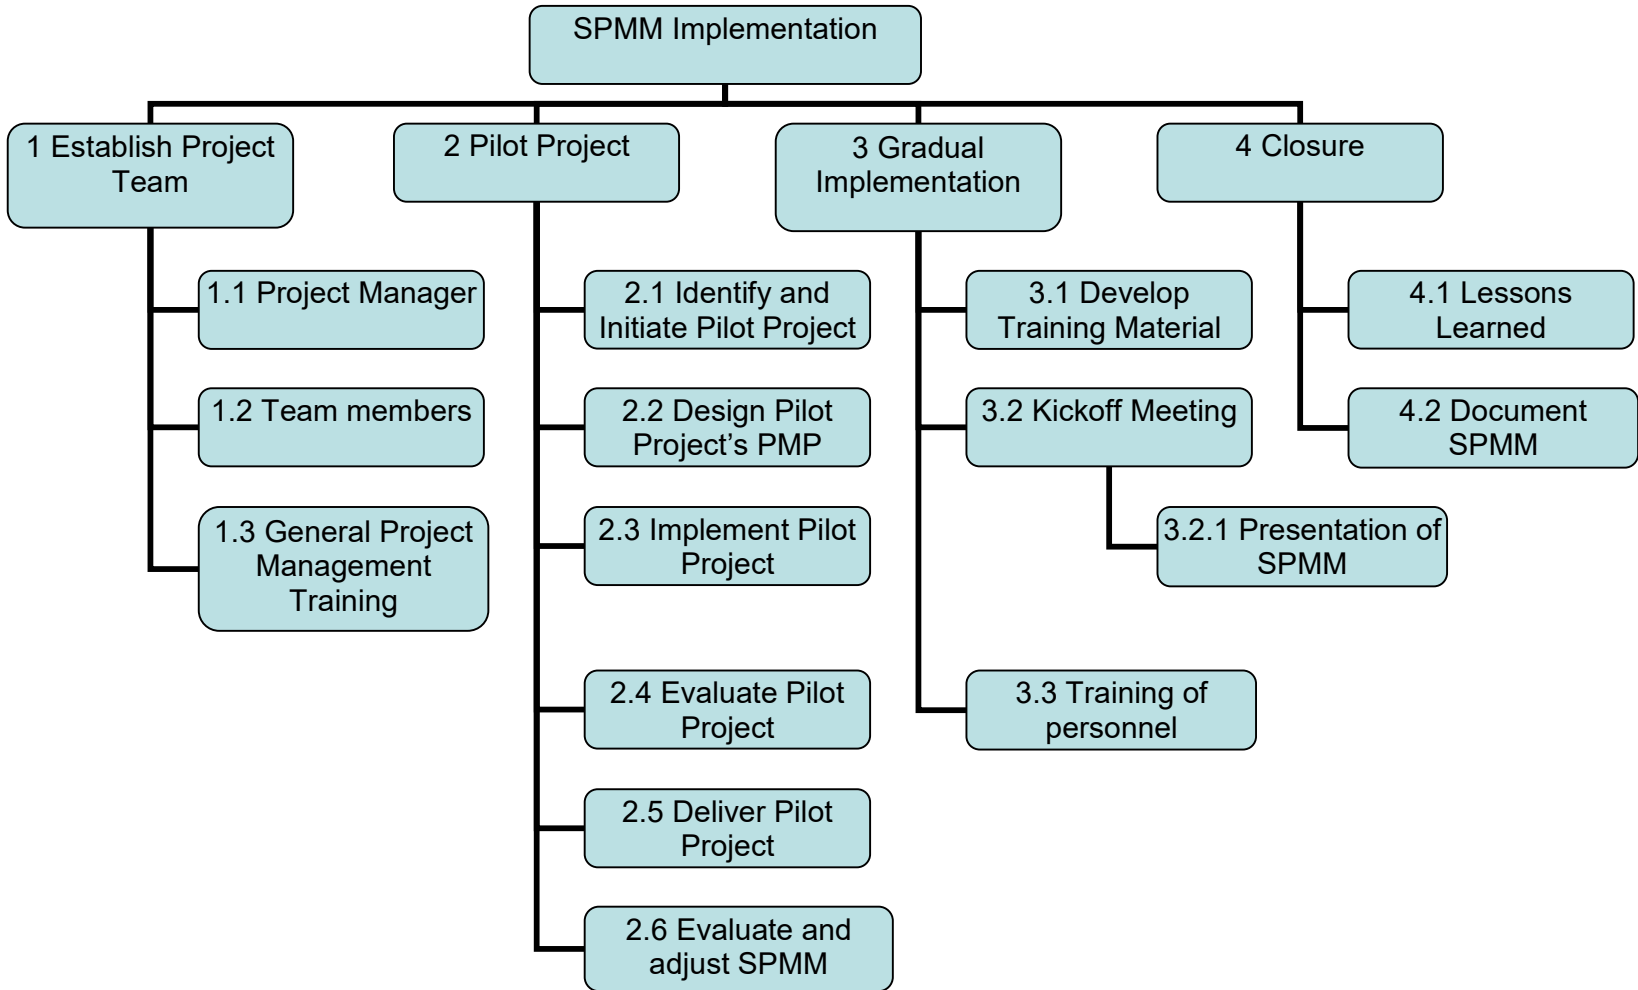 SPMM Implementation
1 Establish Project
Team
2 Pilot Project
3 Gradual
Implementation
4 Closure
1.1 Project Manager
1.2 Team members
1.3 General Project
Management
Training
2.1 Identify and
Initiate Pilot Project
2.2 Design Pilot
Project’s PMP
2.3 Implement Pilot
Project
2.4 Evaluate Pilot
Project
2.5 Deliver Pilot
Project
2.6 Evaluate and
adjust SPMM
3.1 Develop
Training Material
3.2 Kickoff Meeting
3.2.1 Presentation of
SPMM
3.3 Training of
personnel
4.1 Lessons
Learned
4.2 Document
SPMM